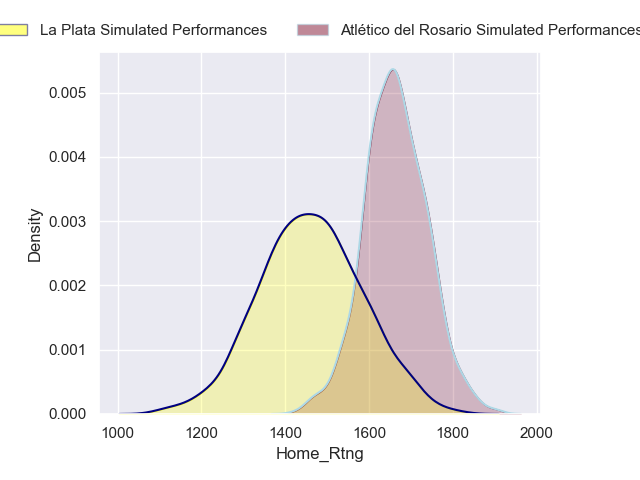 La Plata Simulated Performances
Atlético del Rosario Simulated Performances
0.005
0.004
0.003
0.002
0.001
0.000
Density
1000 1200 1400 1600 1800 2000
Home_Rtng